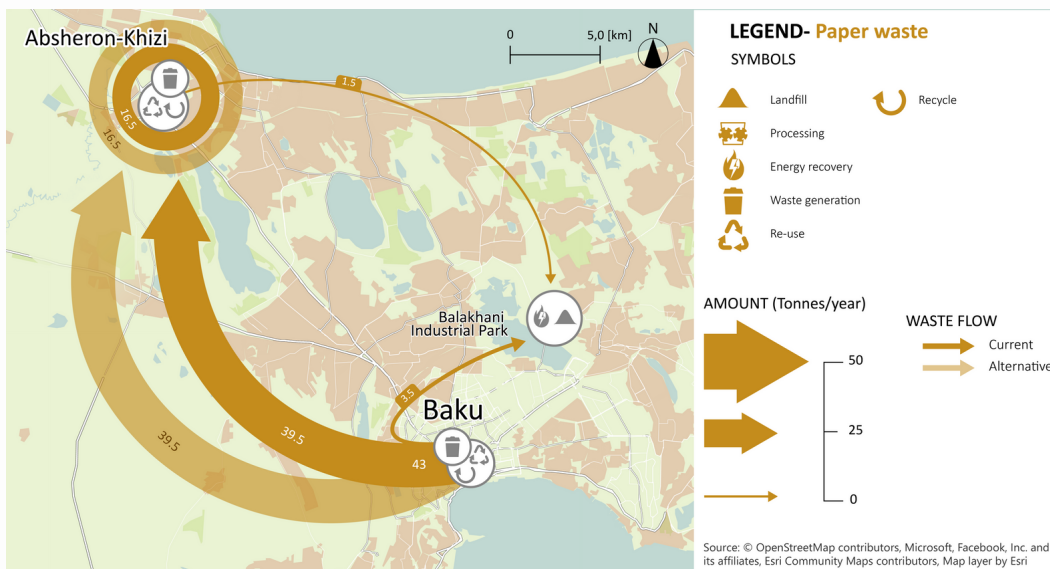 Absheron-Khizi
16.5
16.5
1.5
0
5,0 [km]
N
Balakhani
Industrial Park
3.5
Baku
39.5
39.5
43
LEGEND- Paper waste
SYMBOLS
Landfill
Recycle
Processing
Energy recovery
Waste generation
Re-use
AMOUNT (Tonnes/year)
50
25
0
WASTE FLOW
Current
Alternative
Source: © OpenStreetMap contributors, Microsoft, Facebook, Inc. and
its affiliates, Esri Community Maps contributors, Map layer by Esri